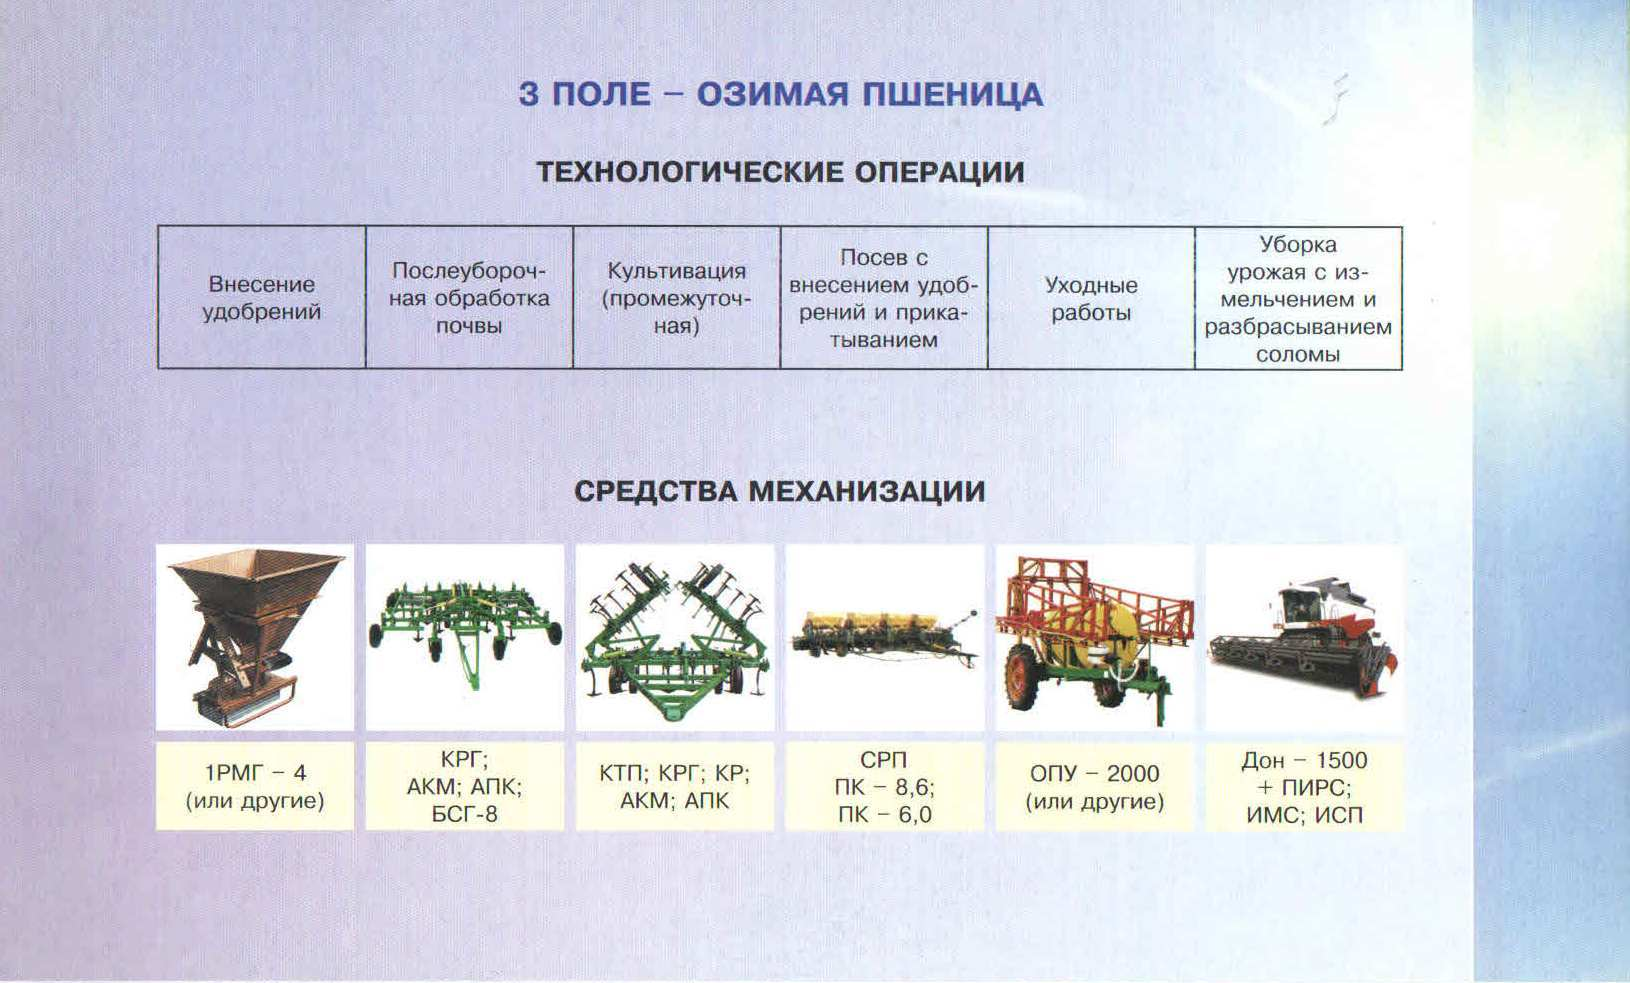 3 ПОЛЕ – ОЗИМАЯ ПШЕНИЦА
ТЕХНОЛОГИЧЕСКИЕ ОПЕРАЦИИ
Внесение
удобрений
Послеубороч-
ная обработка
почвы
Культивация
(промежуточ-
ная)
Посев с
внесением удоб-
рений и прика-
тыванием
Уходные
работы
Уборка
урожая с из-
мельчением и
разбрасыванием
соломы
СРЕДСТВА МЕХАНИЗАЦИИ
1РМГ – 4
(или другие)
КРГ;
АКМ; АПК;
БСГ-8
КТП; КРГ; КР;
АКМ; АПК
СРП
ПК – 8,6;
ПК – 6,0
ОПУ – 2000
(или другие)
Дон – 1500
+ ПИРС;
ИМС; ИСП